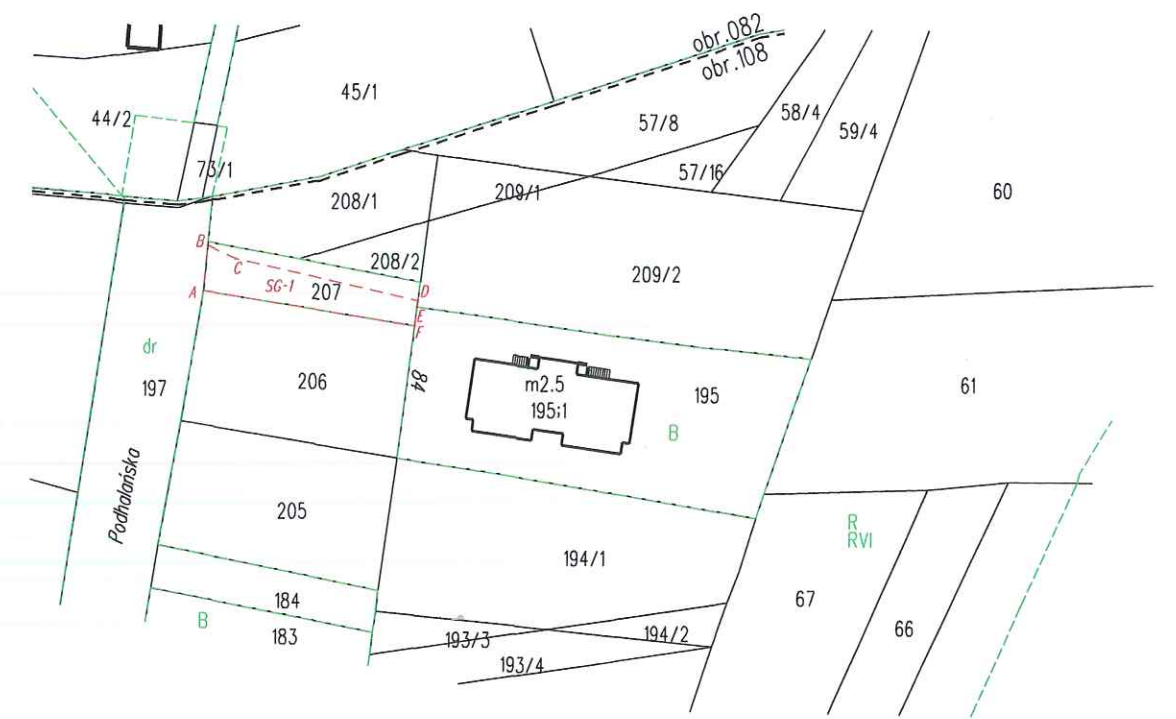 obr.082
obr.108
45/1
44/2
57/8
58/4
59/4
73/1
57/16
60
208/1
209/1
B
208/2
209/2
C
SG-1
207
D
A
E
F
dr
84
206
m2.5
195;1
195
61
197
B
Podhalańska
205
R
RVI
194/1
184
67
B
183
193/3
194/2
66
193/4